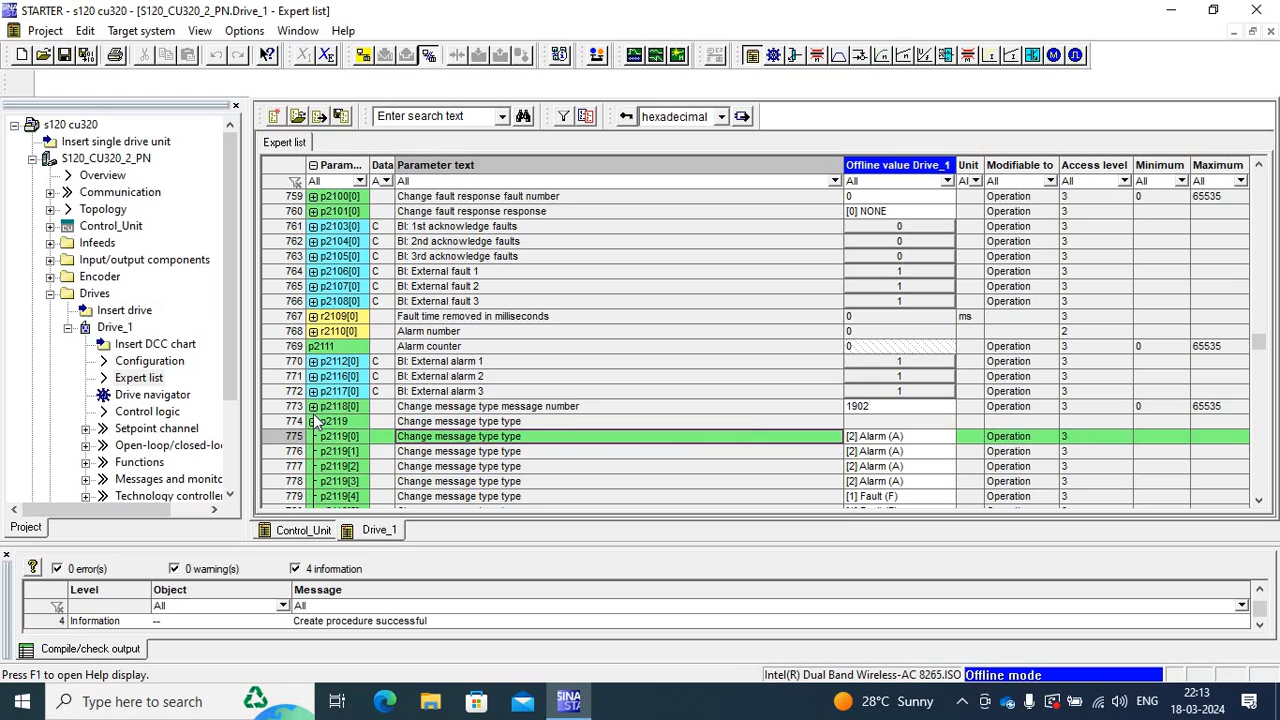 STARTER - s120 cu320 - [S120_CU320_2_PN.Drive_1 - Expert list]
Project Edit Target system View Options Window Help
Enter search text
hexadecimal
s120 cu320
Insert single drive unit
S120_CU320_2_PN
Overview
Communication
Topology
Control_Unit
Infeeds
Input/output components
Encoder
Drives
Insert drive
Drive_1
Insert DCC chart
Configuration
Expert list
Drive navigator
Control logic
Setpoint channel
Open-loop/closed-lo
Functions
Messages and monito
Technology controlle
Project
Expert list
Param... Data Parameter text Offline value Drive_1 Unit Modifiable to Access level Minimum Maximum
All A All All Al All All All All
759 p2100[0] Change fault response fault number 0 Operation 3 0 65535
760 p2101[0] Change fault response response [0] NONE Operation 3
761 p2103[0] C BI: 1st acknowledge faults 0 Operation 3
762 p2104[0] C BI: 2nd acknowledge faults 0 Operation 3
763 p2105[0] C BI: 3rd acknowledge faults 0 Operation 3
764 p2106[0] C BI: External fault 1 1 Operation 3
765 p2107[0] C BI: External fault 2 1 Operation 3
766 p2108[0] C BI: External fault 3 1 Operation 3
767 r2109[0] Fault time removed in milliseconds 0 ms 3
768 r2110[0] Alarm number 0 2
769 p2111 Alarm counter 0 Operation 3 0 65535
770 p2112[0] C BI: External alarm 1 1 Operation 3
771 p2116[0] C BI: External alarm 2 1 Operation 3
772 p2117[0] C BI: External alarm 3 1 Operation 3
773 p2118[0] Change message type message number 1902 Operation 3 0 65535
774 p2119 Change message type type
775 p2119[0] Change message type type [2] Alarm (A) Operation 3
776 p2119[1] Change message type type [2] Alarm (A) Operation 3
777 p2119[2] Change message type type [2] Alarm (A) Operation 3
778 p2119[3] Change message type type [2] Alarm (A) Operation 3
779 p2119[4] Change message type type [1] Fault (F) Operation 3
Control_Unit Drive_1
0 error(s) 0 warning(s) 4 information
Level Object Message
All All
4 Information -- Create procedure successful
Compile/check output
Press F1 to open Help display. Intel(R) Dual Band Wireless-AC 8265.ISO Offline mode
Type here to search
SINA
STA
28°C Sunny
ENG
22:13
18-03-2024